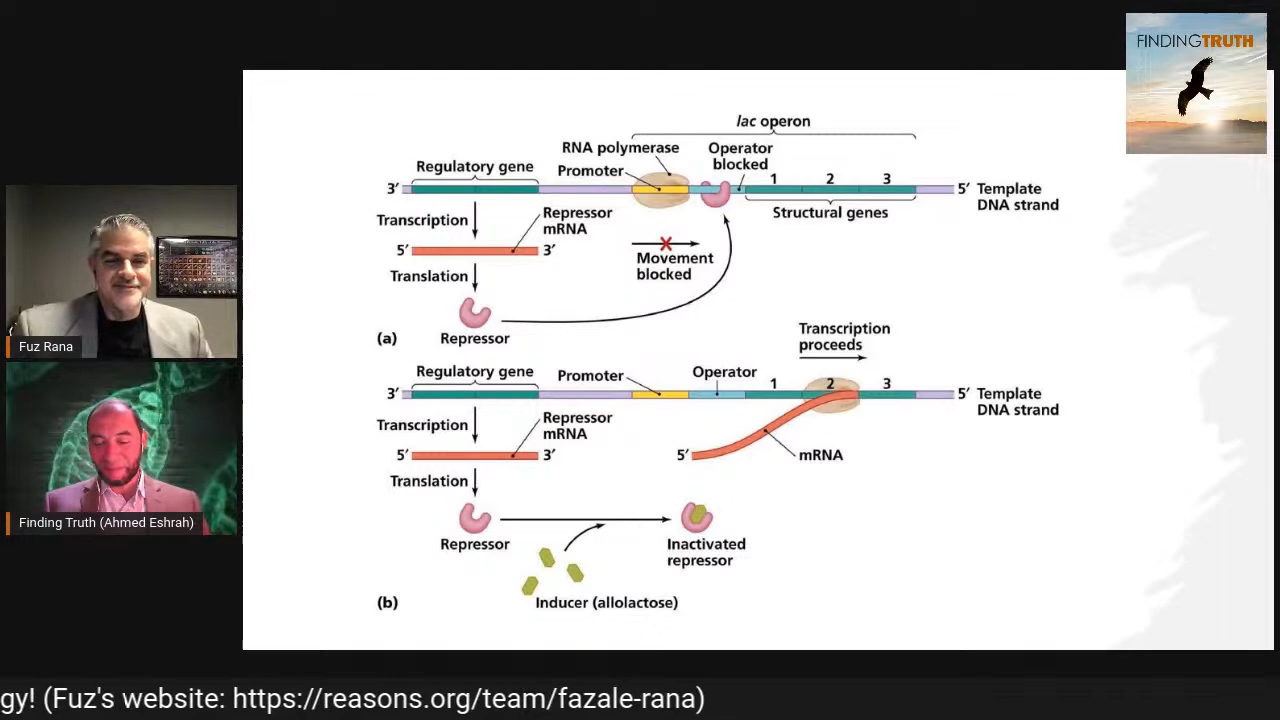 FINDINGTRUTH
lac operon
RNA polymerase
Operator
blocked
Regulatory gene
Promoter
1 2 3
3′
5′ Template
DNA strand
Transcription
Repressor
mRNA
Structural genes
5′
3′
Movement
blocked
Translation
(a)
Repressor
Transcription
proceeds
Regulatory gene
Promoter
Operator
1 2 3
3′
5′ Template
DNA strand
Transcription
Repressor
mRNA
5′
3′
5′
mRNA
Translation
Repressor
Inactivated
repressor
Inducer (allolactose)
(b)
Fuz Rana
Finding Truth (Ahmed Eshrah)
gy! (Fuz's website: https://reasons.org/team/fazale-rana)